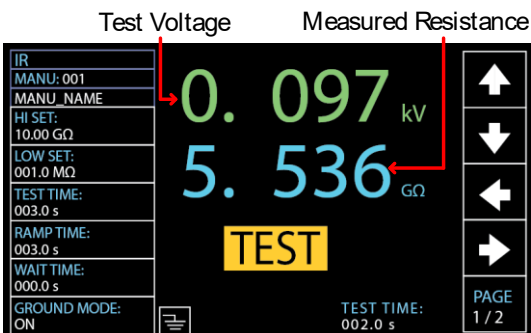 Test Voltage
Measured Resistance
IR
MANU: 001
MANU_NAME
HI SET:
10.00 GΩ
LOW SET:
001.0 MΩ
TEST TIME:
003.0 s
RAMP TIME:
003.0 s
WAIT TIME:
000.0 s
GROUND MODE:
ON
0. 097 kV
5. 536 GΩ
TEST
TEST TIME:
002.0 s
PAGE
1 / 2